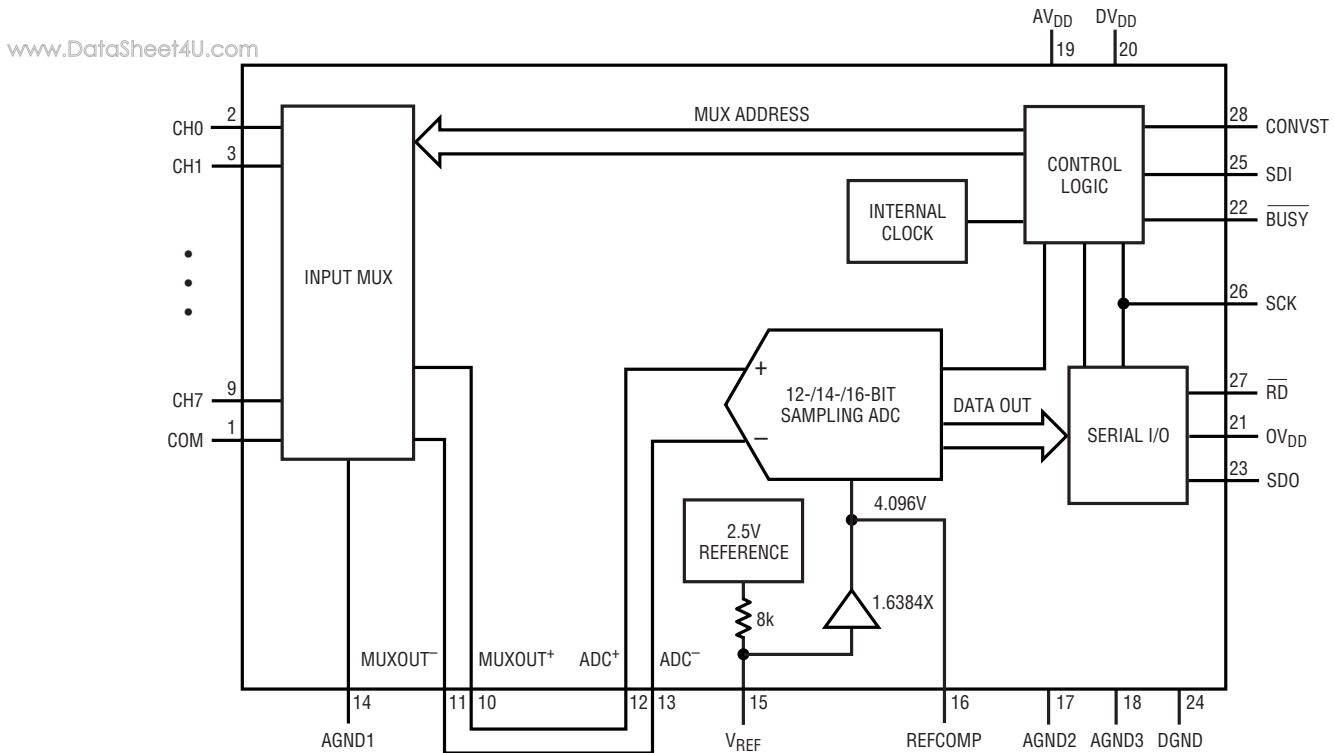 www.DataSheet4U.com
AVDD
DVDD
19
20
MUX ADDRESS
CH0
2
CH1
3
INPUT MUX
CH7
9
COM
1
INTERNAL
CLOCK
CONTROL
LOGIC
28
CONVST
25
SDI
22
BUSY
26
SCK
+
−
12-/14-/16-BIT
SAMPLING ADC
DATA OUT
SERIAL I/O
27
RD
21
OVDD
23
SDO
4.096V
2.5V
REFERENCE
8k
1.6384X
MUXOUT−
MUXOUT+
ADC+
ADC−
14
11
10
12
13
15
16
17
18
24
AGND1
VREF
REFCOMP
AGND2
AGND3
DGND